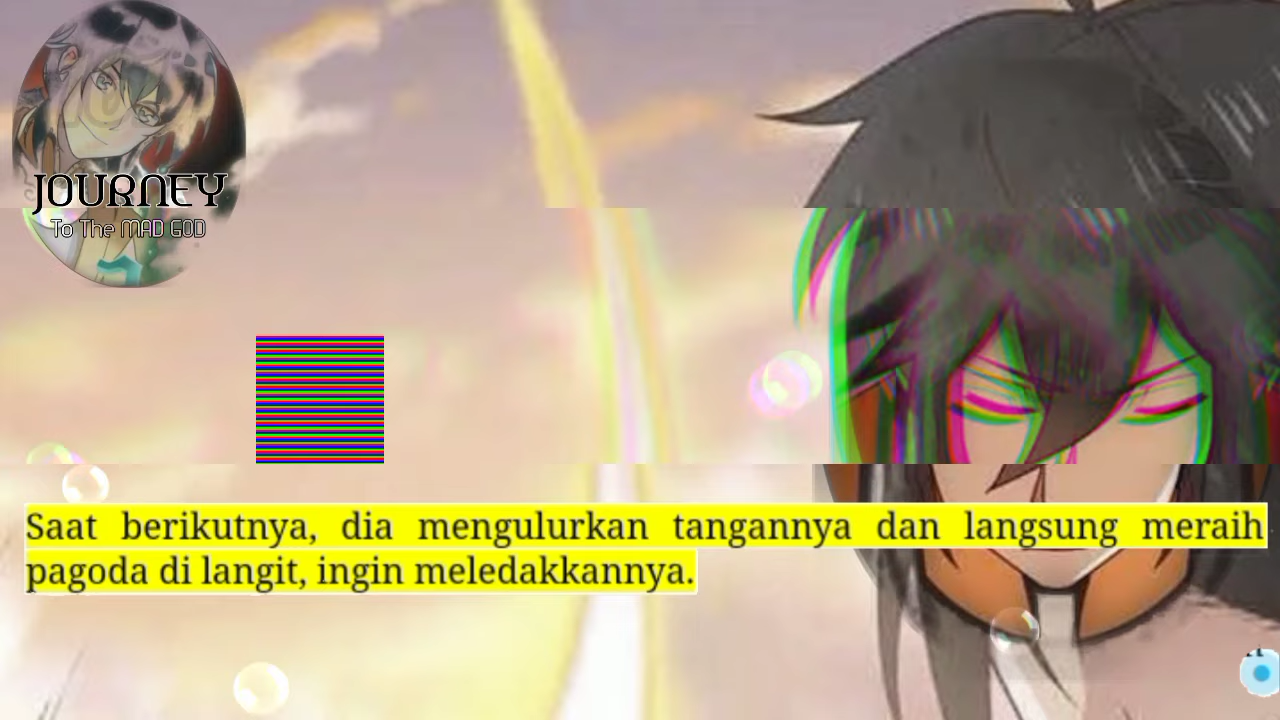 JOURNEY
To The MAD GOD
Saat berikutnya, dia mengulurkan tangannya dan langsung meraih
pagoda di langit, ingin meledakkannya.